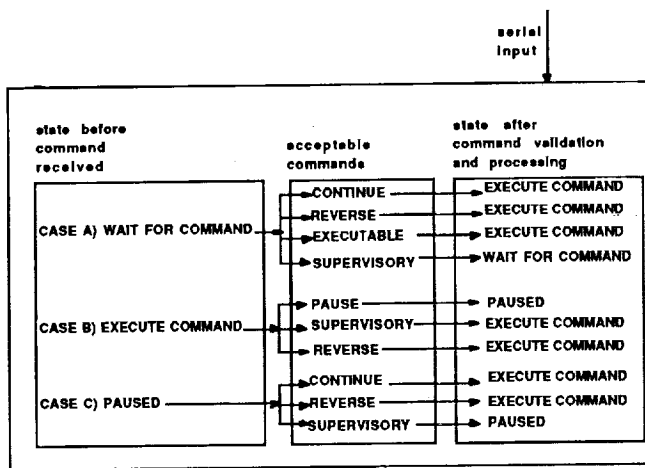 serial
input
state before
command
received
acceptable
commands
state after
command validation
and processing
CASE A) WAIT FOR COMMAND
CONTINUE
EXECUTE COMMAND
REVERSE
EXECUTE COMMAND
EXECUTABLE
EXECUTE COMMAND
SUPERVISORY
WAIT FOR COMMAND
CASE B) EXECUTE COMMAND
PAUSE
PAUSED
SUPERVISORY
EXECUTE COMMAND
REVERSE
EXECUTE COMMAND
CASE C) PAUSED
CONTINUE
EXECUTE COMMAND
REVERSE
EXECUTE COMMAND
SUPERVISORY
PAUSED